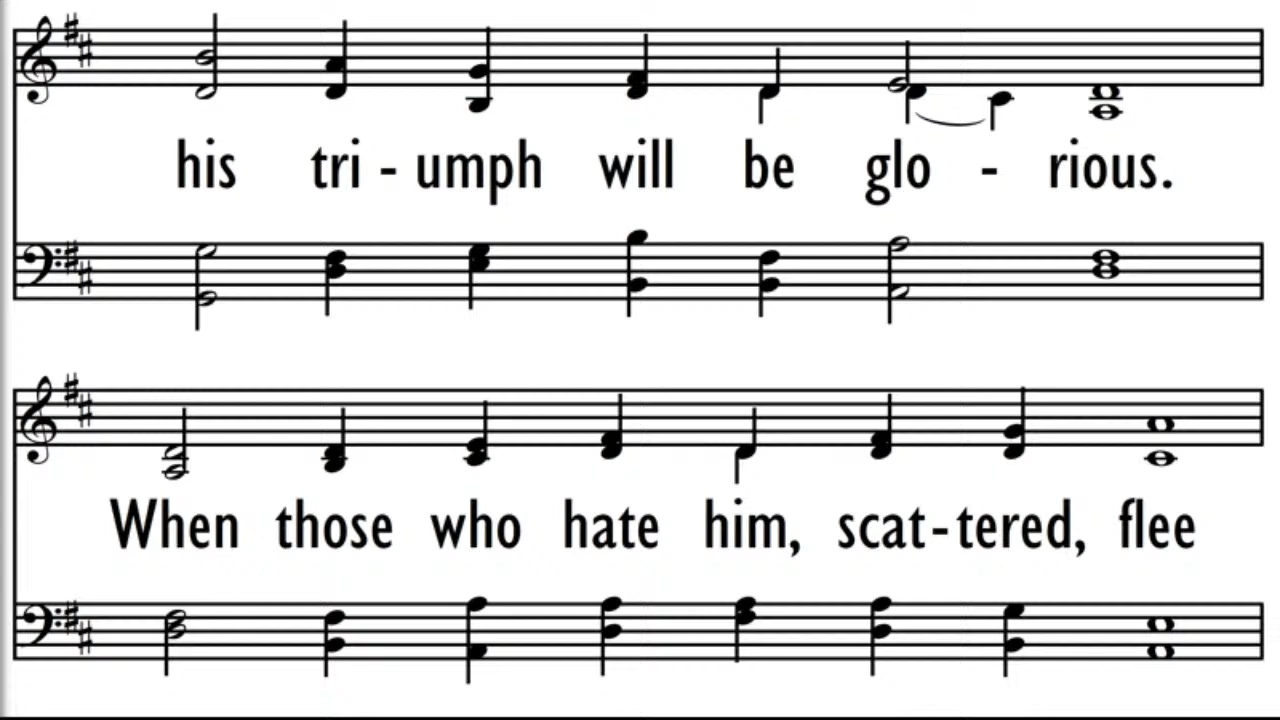 his tri - umph will be glo - rious.
When those who hate him, scat-tered, flee